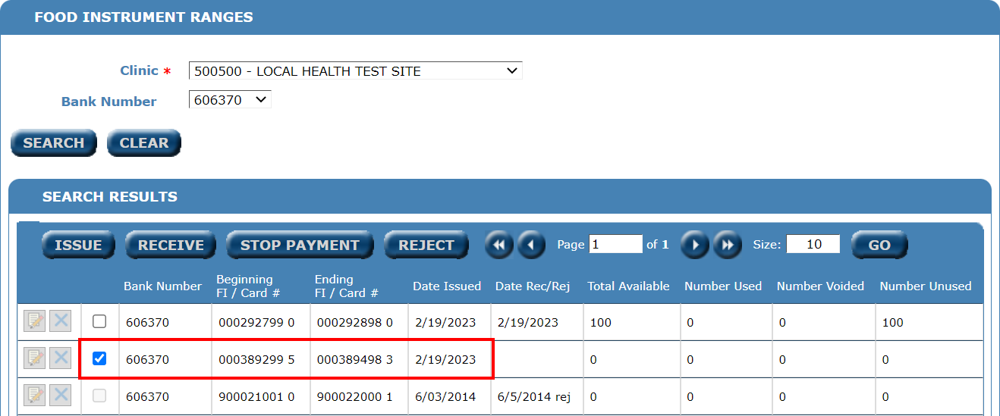 FOOD INSTRUMENT RANGES
Clinic * 500500 - LOCAL HEALTH TEST SITE
Bank Number 606370
SEARCH CLEAR
SEARCH RESULTS
ISSUE RECEIVE STOP PAYMENT REJECT Page 1 of 1 Size: 10 GO
Bank Number Beginning FI / Card # Ending FI / Card # Date Issued Date Rec/Rej Total Available Number Used Number Voided Number Unused
606370 000292799 0 000292898 0 2/19/2023 2/19/2023 100 0 0 100
606370 000389299 5 000389498 3 2/19/2023 0 0 0 0
606370 900021001 0 900022000 1 6/03/2014 6/5/2014 rej 0 0 0 0